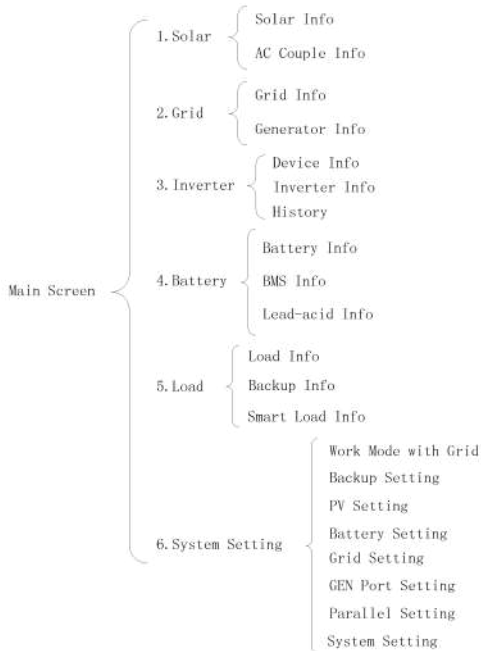 Main Screen
1.Solar
Solar Info
AC Couple Info
2.Grid
Grid Info
Generator Info
3.Inverter
Device Info
Inverter Info
History
4.Battery
Battery Info
BMS Info
Lead-acid Info
5.Load
Load Info
Backup Info
Smart Load Info
6.System Setting
Work Mode with Grid
Backup Setting
PV Setting
Battery Setting
Grid Setting
GEN Port Setting
Parallel Setting
System Setting